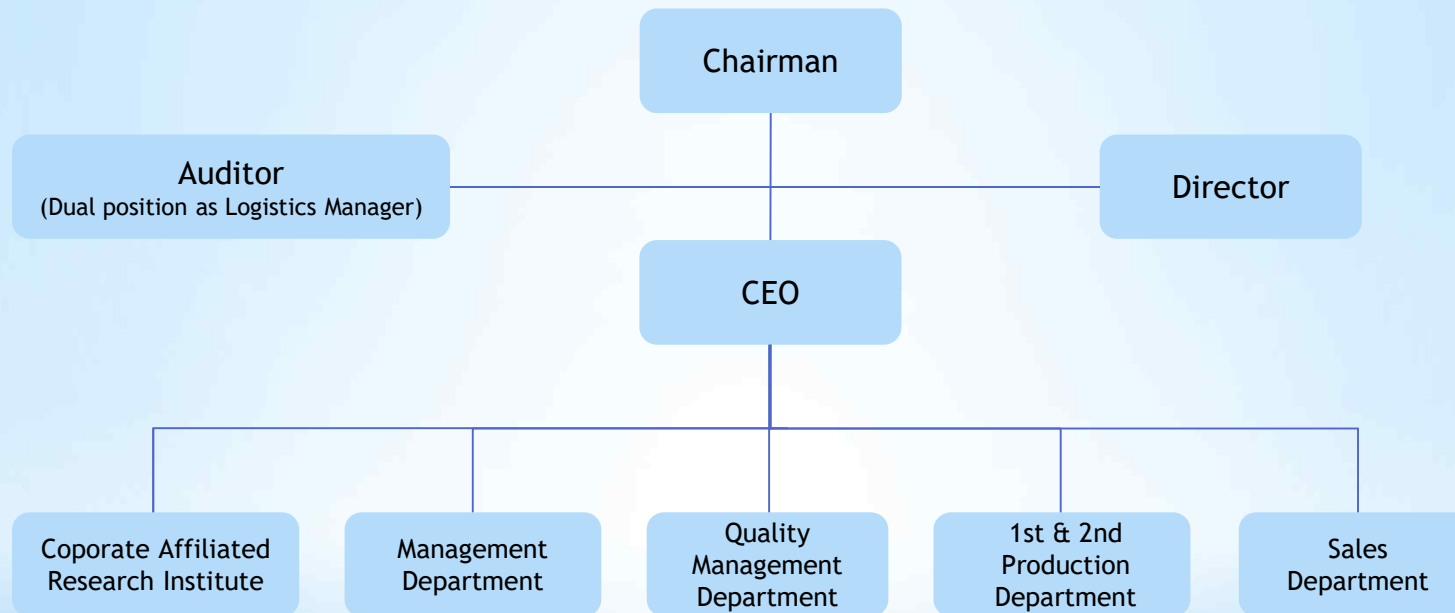 Chairman
Auditor
(Dual position as Logistics Manager)
Director
CEO
Coporate Affiliated
Research Institute
Management
Department
Quality
Management
Department
1st & 2nd
Production
Department
Sales
Department